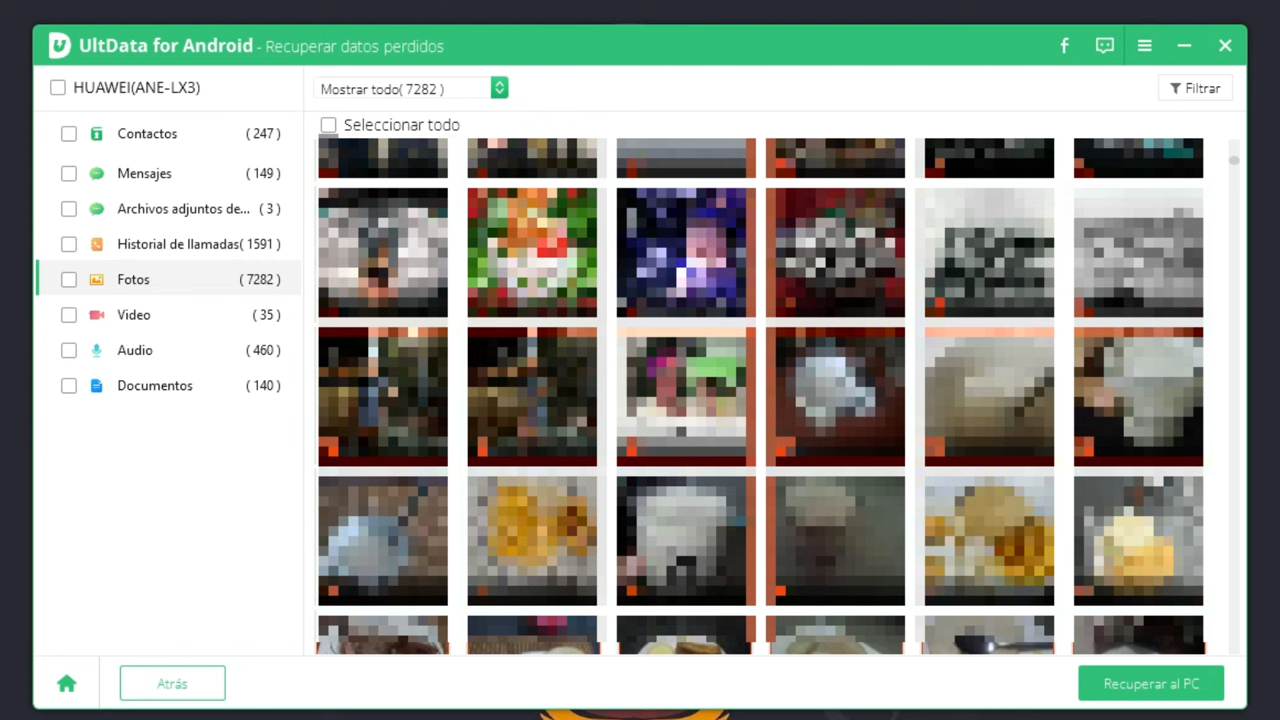 UltData for Android - Recuperar datos perdidos
HUAWEI(ANE-LX3)
Mostrar todo( 7282 )
Filtrar
Seleccionar todo
Contactos ( 247 )
Mensajes ( 149 )
Archivos adjuntos de... ( 3 )
Historial de llamadas( 1591 )
Fotos ( 7282 )
Video ( 35 )
Audio ( 460 )
Documentos ( 140 )
Atrás
Recuperar al PC